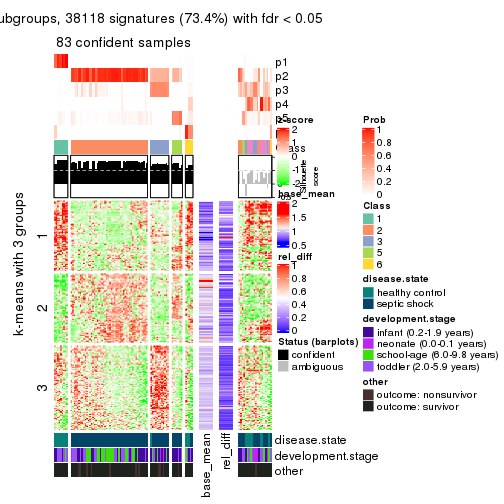 ubgroups, 38118 signatures (73.4%) with fdr < 0.05
83 confident samples
p1
p2
p3
p4
z-score
2
1
0
-1
-2
Silhouette
score
base_mean
2
1.5
1
0.5
rel_diff
1
0.8
0.6
0.4
0.2
0
Status (barplots)
confident
ambiguous
Prob
1
0.8
0.6
0.4
0.2
0
Class
1
2
3
5
6
disease.state
healthy control
septic shock
development.stage
infant (0.2-1.9 years)
neonate (0.0-0.1 years)
school-age (6.0-9.8 years)
toddler (2.0-5.9 years)
other
outcome: nonsurvivor
outcome: survivor
k-means with 3 groups
1
2
3
disease.state
development.stage
other
base_mean
rel_diff